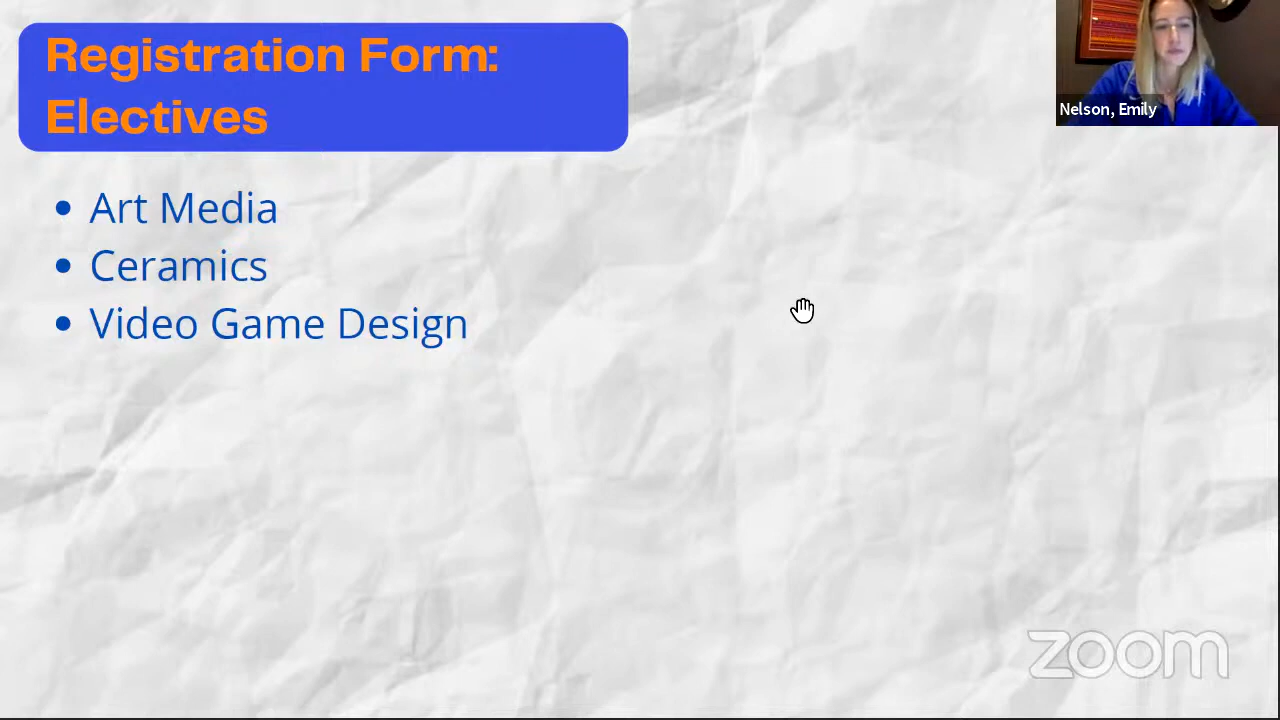 Registration Form:
Electives
Nelson, Emily
• Art Media
• Ceramics
• Video Game Design
zoom